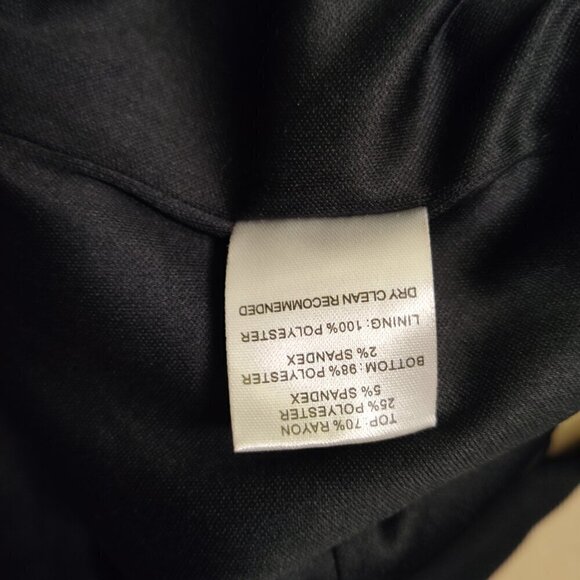 TOP: 70% RAYON
25% POLYESTER
5% SPANDEX
BOTTOM: 98% POLYESTER
2% SPANDEX
LINING: 100% POLYESTER
DRY CLEAN RECOMMENDED